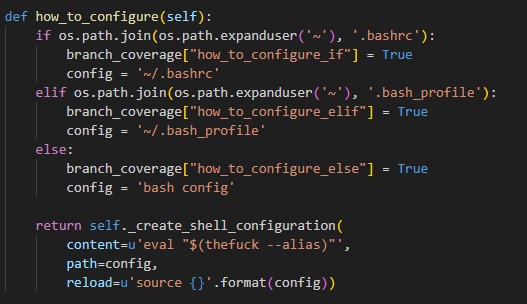 def how_to_configure(self):
    if os.path.join(os.path.expanduser('~'), '.bashrc'):
        branch_coverage["how_to_configure_if"] = True
        config = '~/.bashrc'
    elif os.path.join(os.path.expanduser('~'), '.bash_profile'):
        branch_coverage["how_to_configure_elif"] = True
        config = '~/.bash_profile'
    else:
        branch_coverage["how_to_configure_else"] = True
        config = 'bash config'

    return self._create_shell_configuration(
        content=u'eval "$(thefuck --alias)"',
        path=config,
        reload=u'source {}'.format(config))